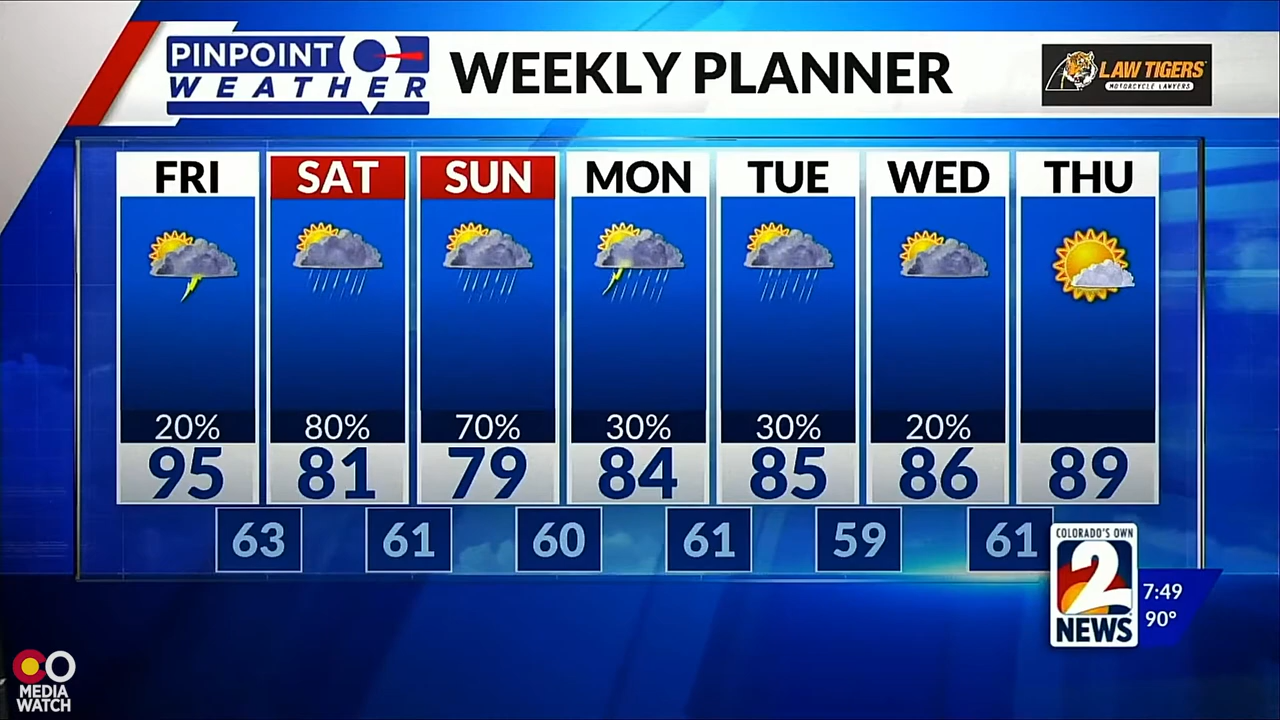 PINPOINT
WEATHER
WEEKLY PLANNER
LAW TIGERS
MOTORCYCLE LAWYERS
FRI SAT SUN MON TUE WED THU
20% 80% 70% 30% 30% 20%
95 81 79 84 85 86 89
63 61 60 61 59 61
COLORADO'S OWN
2
NEWS
7:49
90°
CO
MEDIA
WATCH